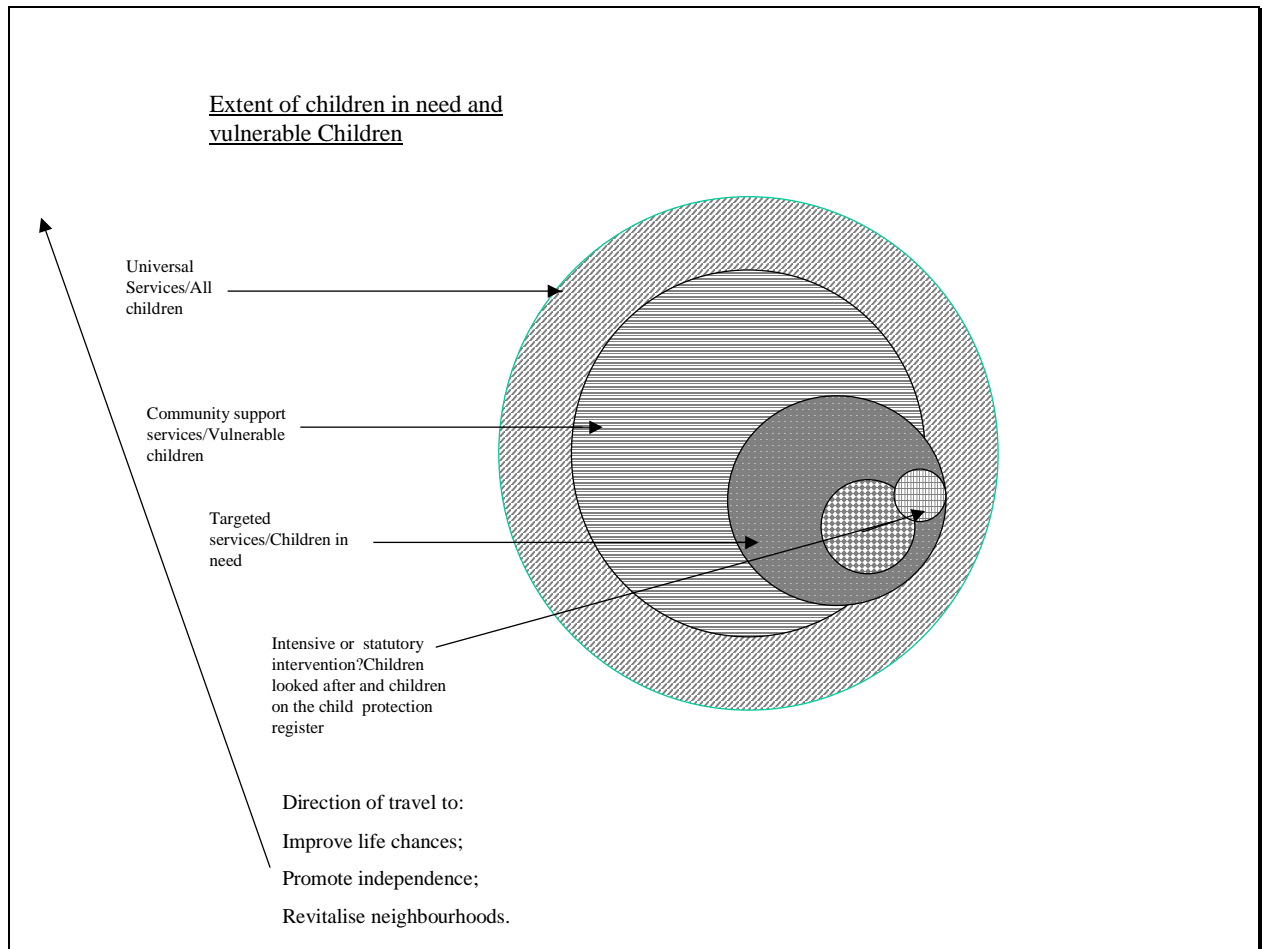 Extent of children in need and
vulnerable Children
Universal
Services/All
children
Community support
services/Vulnerable
children
Targeted
services/Children in
need
Intensive or statutory
intervention?Children
looked after and children
on the child protection
register
Direction of travel to:
Improve life chances;
Promote independence;
Revitalise neighbourhoods.